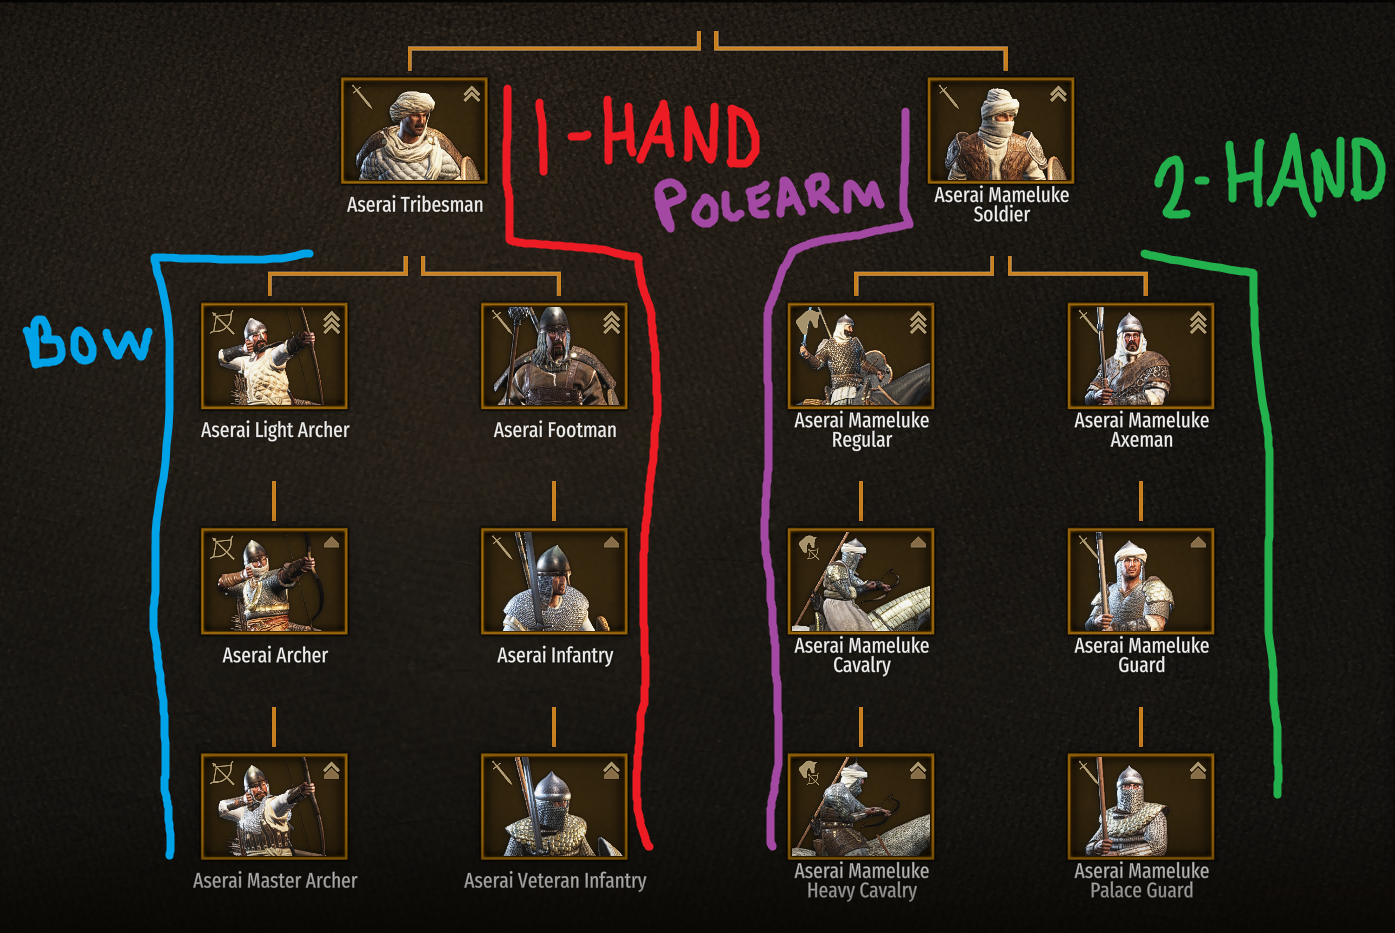 1-HAND
POLEARM
2-HAND
Aserai Tribesman
Aserai Mameluke
Soldier
BOW
Aserai Light Archer
Aserai Footman
Aserai Mameluke
Regular
Aserai Mameluke
Axeman
Aserai Archer
Aserai Infantry
Aserai Mameluke
Cavalry
Aserai Mameluke
Guard
Aserai Master Archer
Aserai Veteran Infantry
Aserai Mameluke
Heavy Cavalry
Aserai Mameluke
Palace Guard